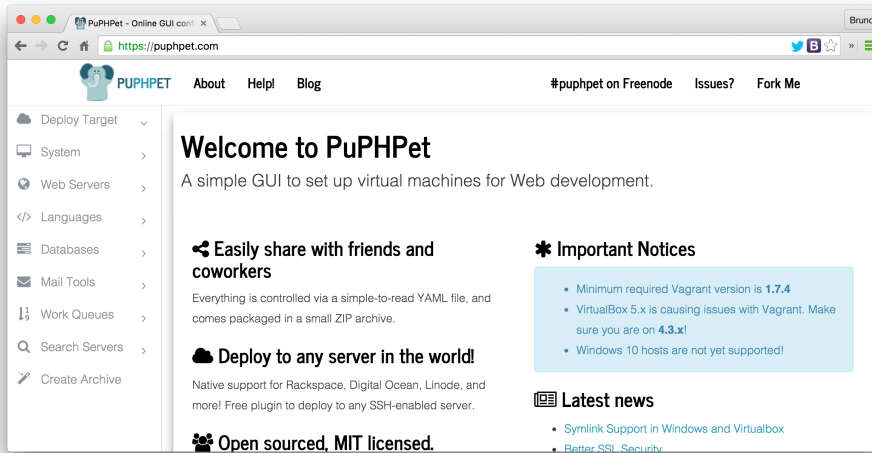 PuPHPet - Online GUI conf
https://puphpet.com
PUPHPET
About
Help!
Blog
#puphpet on Freenode
Issues?
Fork Me
Deploy Target
System
Web Servers
Languages
Databases
Mail Tools
Work Queues
Search Servers
Create Archive
Welcome to PuPHPet
A simple GUI to set up virtual machines for Web development.
Easily share with friends and
coworkers
Everything is controlled via a simple-to-read YAML file, and
comes packaged in a small ZIP archive.
Deploy to any server in the world!
Native support for Rackspace, Digital Ocean, Linode, and
more! Free plugin to deploy to any SSH-enabled server.
Open sourced, MIT licensed.
Important Notices
Minimum required Vagrant version is 1.7.4
VirtualBox 5.x is causing issues with Vagrant. Make
sure you are on 4.3.x!
Windows 10 hosts are not yet supported!
Latest news
Symlink Support in Windows and Virtualbox
Better SSL Security